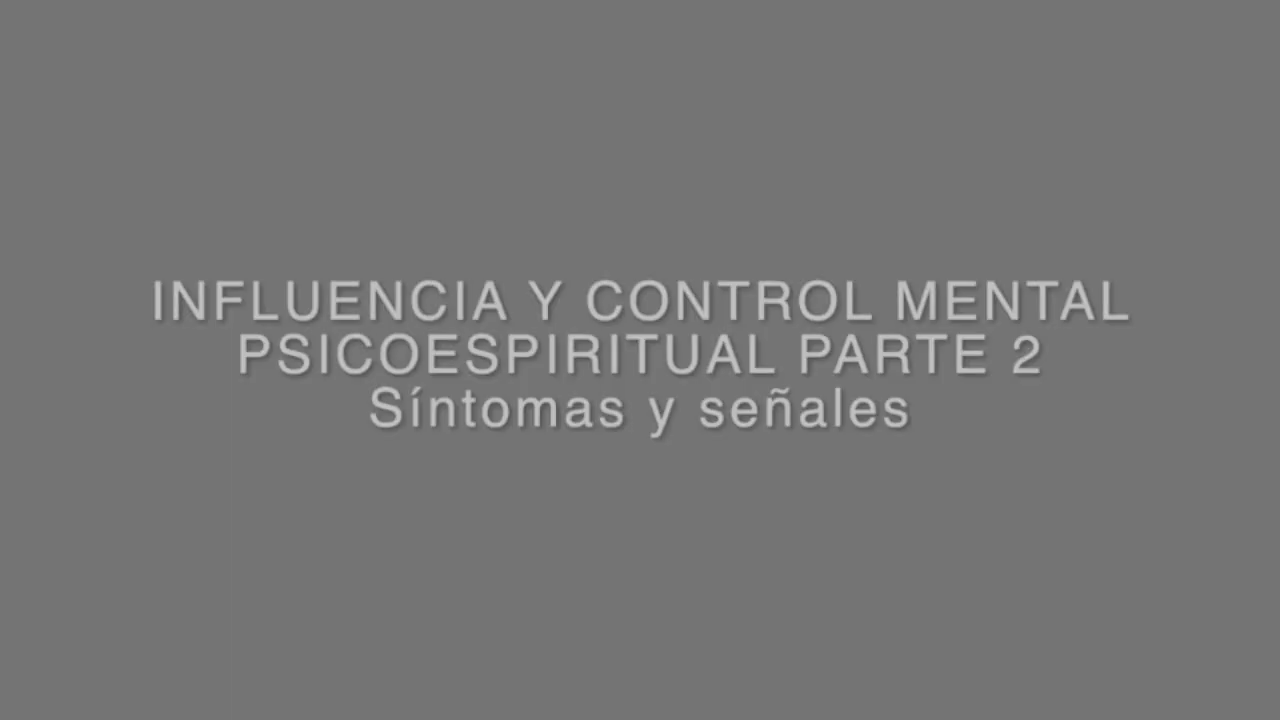 INFLUENCIA Y CONTROL MENTAL
PSICOESPIRITUAL PARTE 2
Síntomas y señales